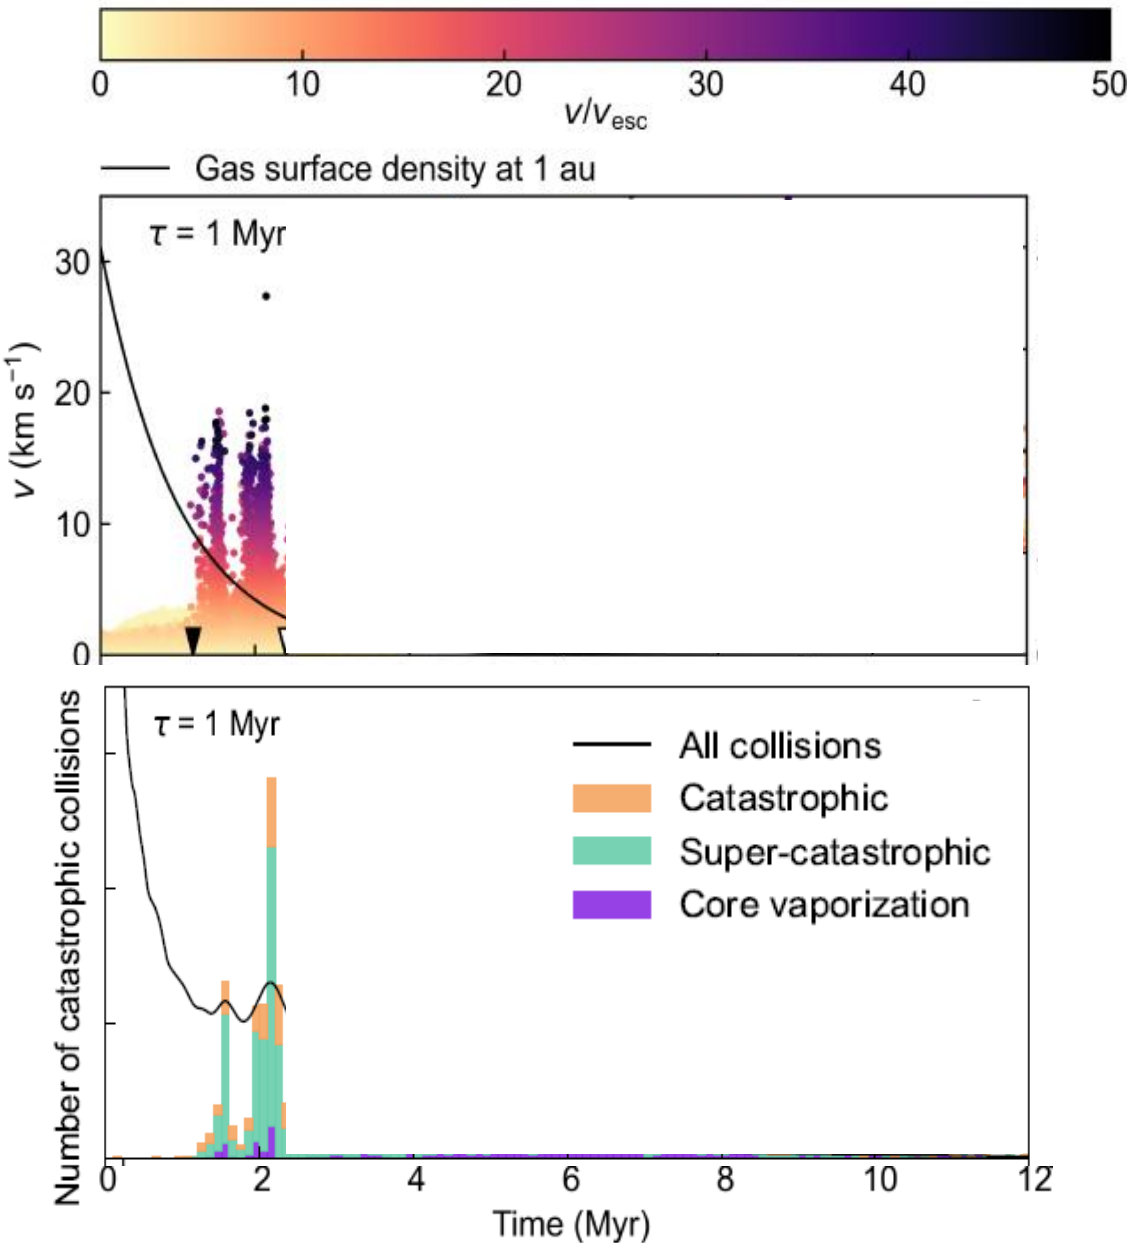 0 10 20 30 40 50
v/v_esc
Gas surface density at 1 au
τ = 1 Myr
30
20
10
0
v (km s⁻¹)
τ = 1 Myr
All collisions
Catastrophic
Super-catastrophic
Core vaporization
Number of catastrophic collisions
0 2 4 6 8 10 12
Time (Myr)